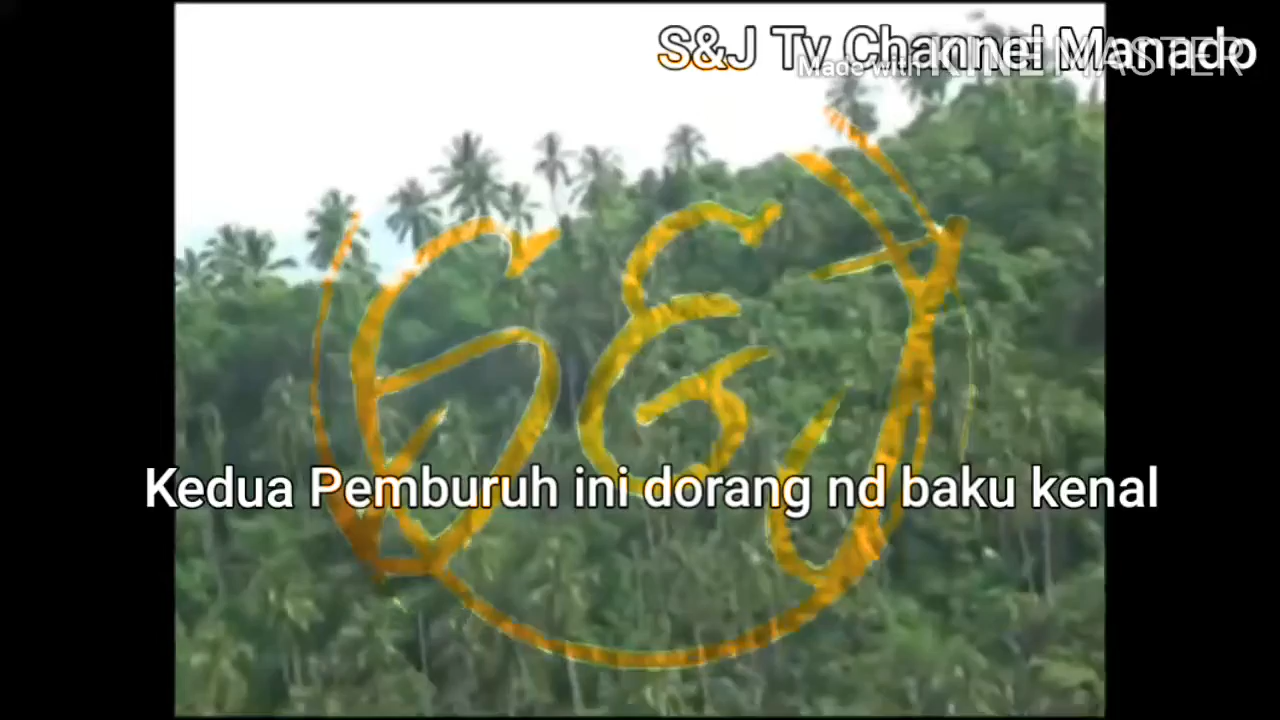 S&J Tv Channel Manado
Made with KINEMASTER
S&J
Kedua Pemburuh ini dorang nd baku kenal